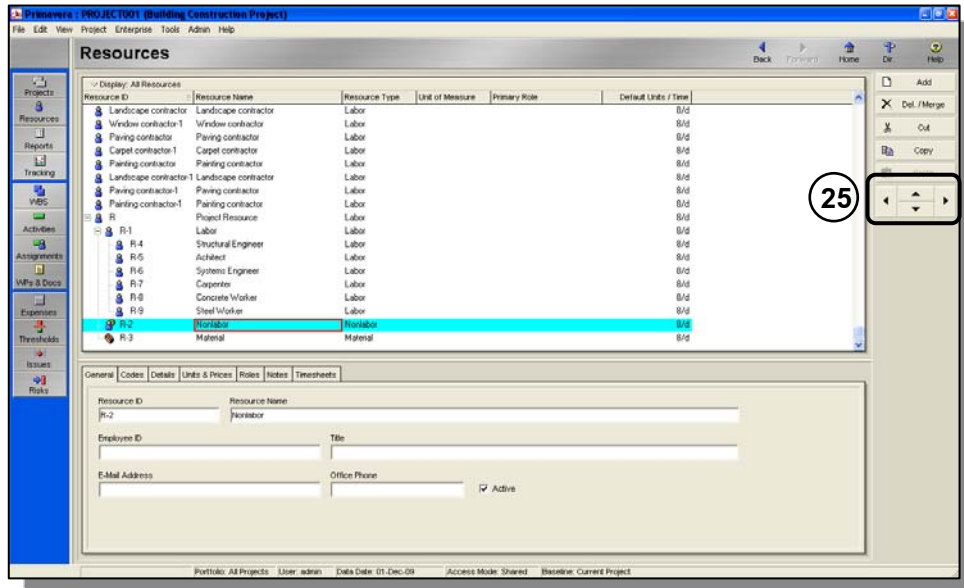 Primavera : PROJECT001 (Building Construction Project)
File Edit View Project Enterprise Tools Admin Help
Resources
Back Forward Home Dir. Help
Projects
Resources
Reports
Tracking
WBS
Activities
Assignments
WPs & Docs
Expenses
Thresholds
Issues
Risks
Display: All Resources
Resource ID Resource Name Resource Type Unit of Measure Primary Role Default Units / Time
Landscape contractor Landscape contractor Labor 8/d
Window contractor-1 Window contractor Labor 8/d
Paving contractor Paving contractor Labor 8/d
Carpet contractor-1 Carpet contractor Labor 8/d
Painting contractor Painting contractor Labor 8/d
Landscape contractor-1 Landscape contractor Labor 8/d
Paving contractor-1 Paving contractor Labor 8/d
Painting contractor-1 Painting contractor Labor 8/d
R Project Resource Labor 8/d
R-1 Labor Labor 8/d
R-4 Structural Engineer Labor 8/d
R-5 Achitect Labor 8/d
R-6 Systems Engineer Labor 8/d
R-7 Carpenter Labor 8/d
R-8 Concrete Worker Labor 8/d
R-9 Steel Worker Labor 8/d
R-2 Nonlabor Nonlabor 8/d
R-3 Material Material 8/d
Add
Del. / Merge
Cut
Copy
25
General Codes Details Units & Prices Roles Notes Timesheets
Resource ID Resource Name
R-2 Nonlabor
Employee ID Title
E-Mail Address Office Phone
Active
Portfolio: All Projects User: admin Data Date: 01-Dec-09 Access Mode: Shared Baseline: Current Project